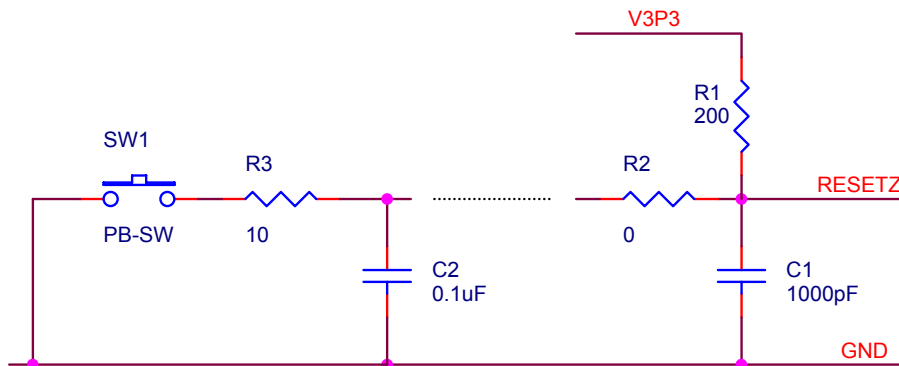 V3P3
R1
200
SW1
R3
R2
RESETZ
PB-SW
10
0
C2
0.1uF
C1
1000pF
GND